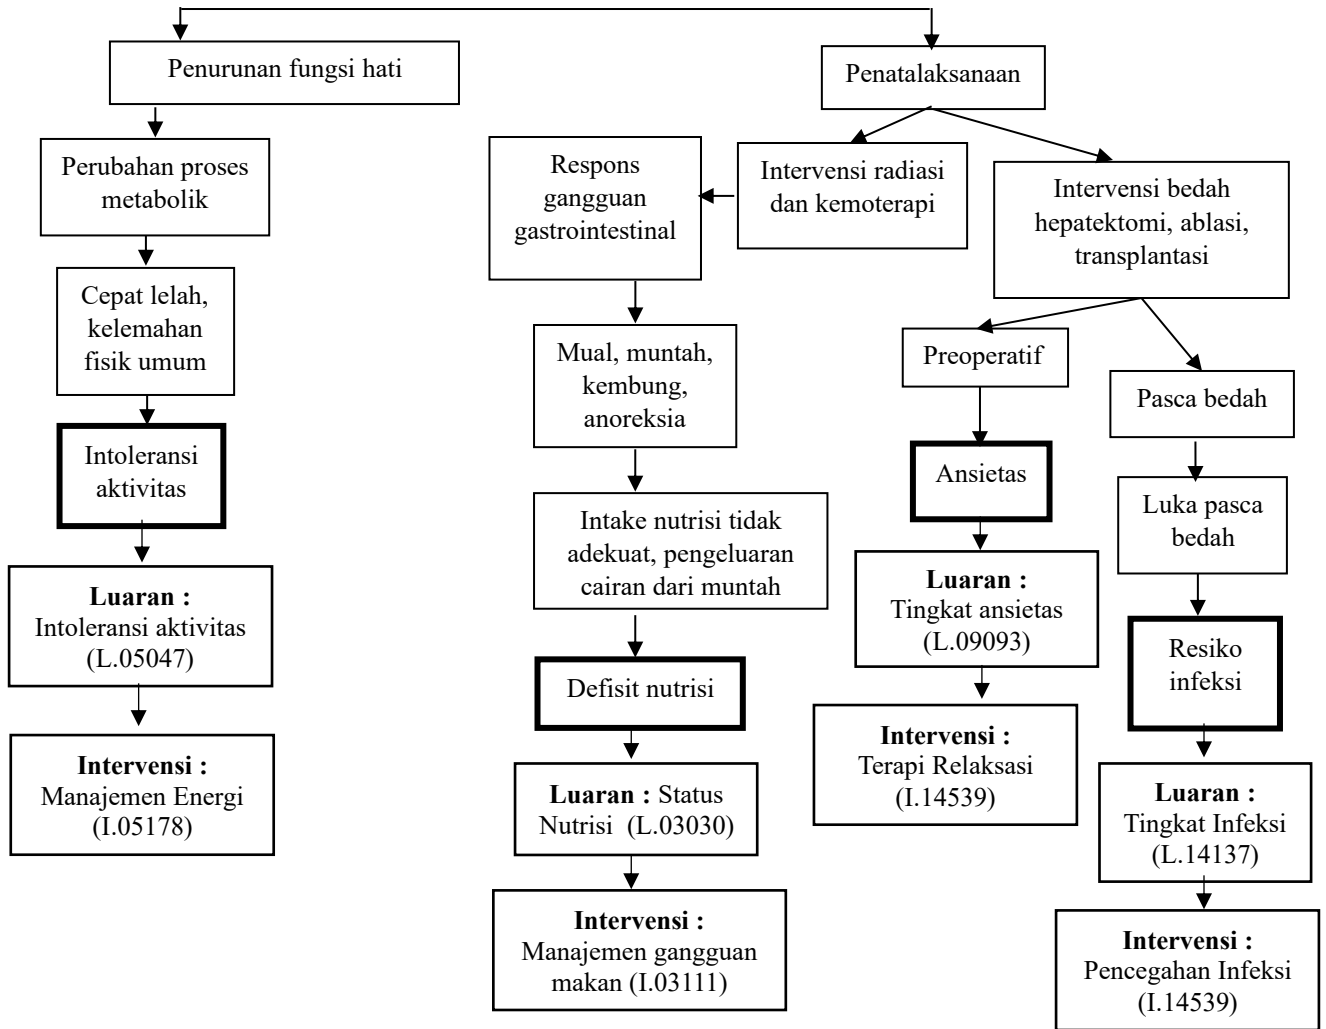 Penurunan fungsi hati
Penatalaksanaan
Perubahan proses
metabolik
Respons
gangguan
gastrointestinal
Intervensi radiasi
dan kemoterapi
Intervensi bedah
hepatektomi, ablasi,
transplantasi
Cepat lelah,
kelemahan
fisik umum
Mual, muntah,
kembung,
anoreksia
Preoperatif
Pasca bedah
Intoleransi
aktivitas
Ansietas
Luka pasca
bedah
Intake nutrisi tidak
adekuat, pengeluaran
cairan dari muntah
Luaran :
Intoleransi aktivitas
(L.05047)
Luaran :
Tingkat ansietas
(L.09093)
Resiko
infeksi
Defisit nutrisi
Intervensi :
Manajemen Energi
(I.05178)
Intervensi :
Terapi Relaksasi
(I.14539)
Luaran : Status
Nutrisi (L.03030)
Luaran :
Tingkat Infeksi
(L.14137)
Intervensi :
Manajemen gangguan
makan (I.03111)
Intervensi :
Pencegahan Infeksi
(I.14539)